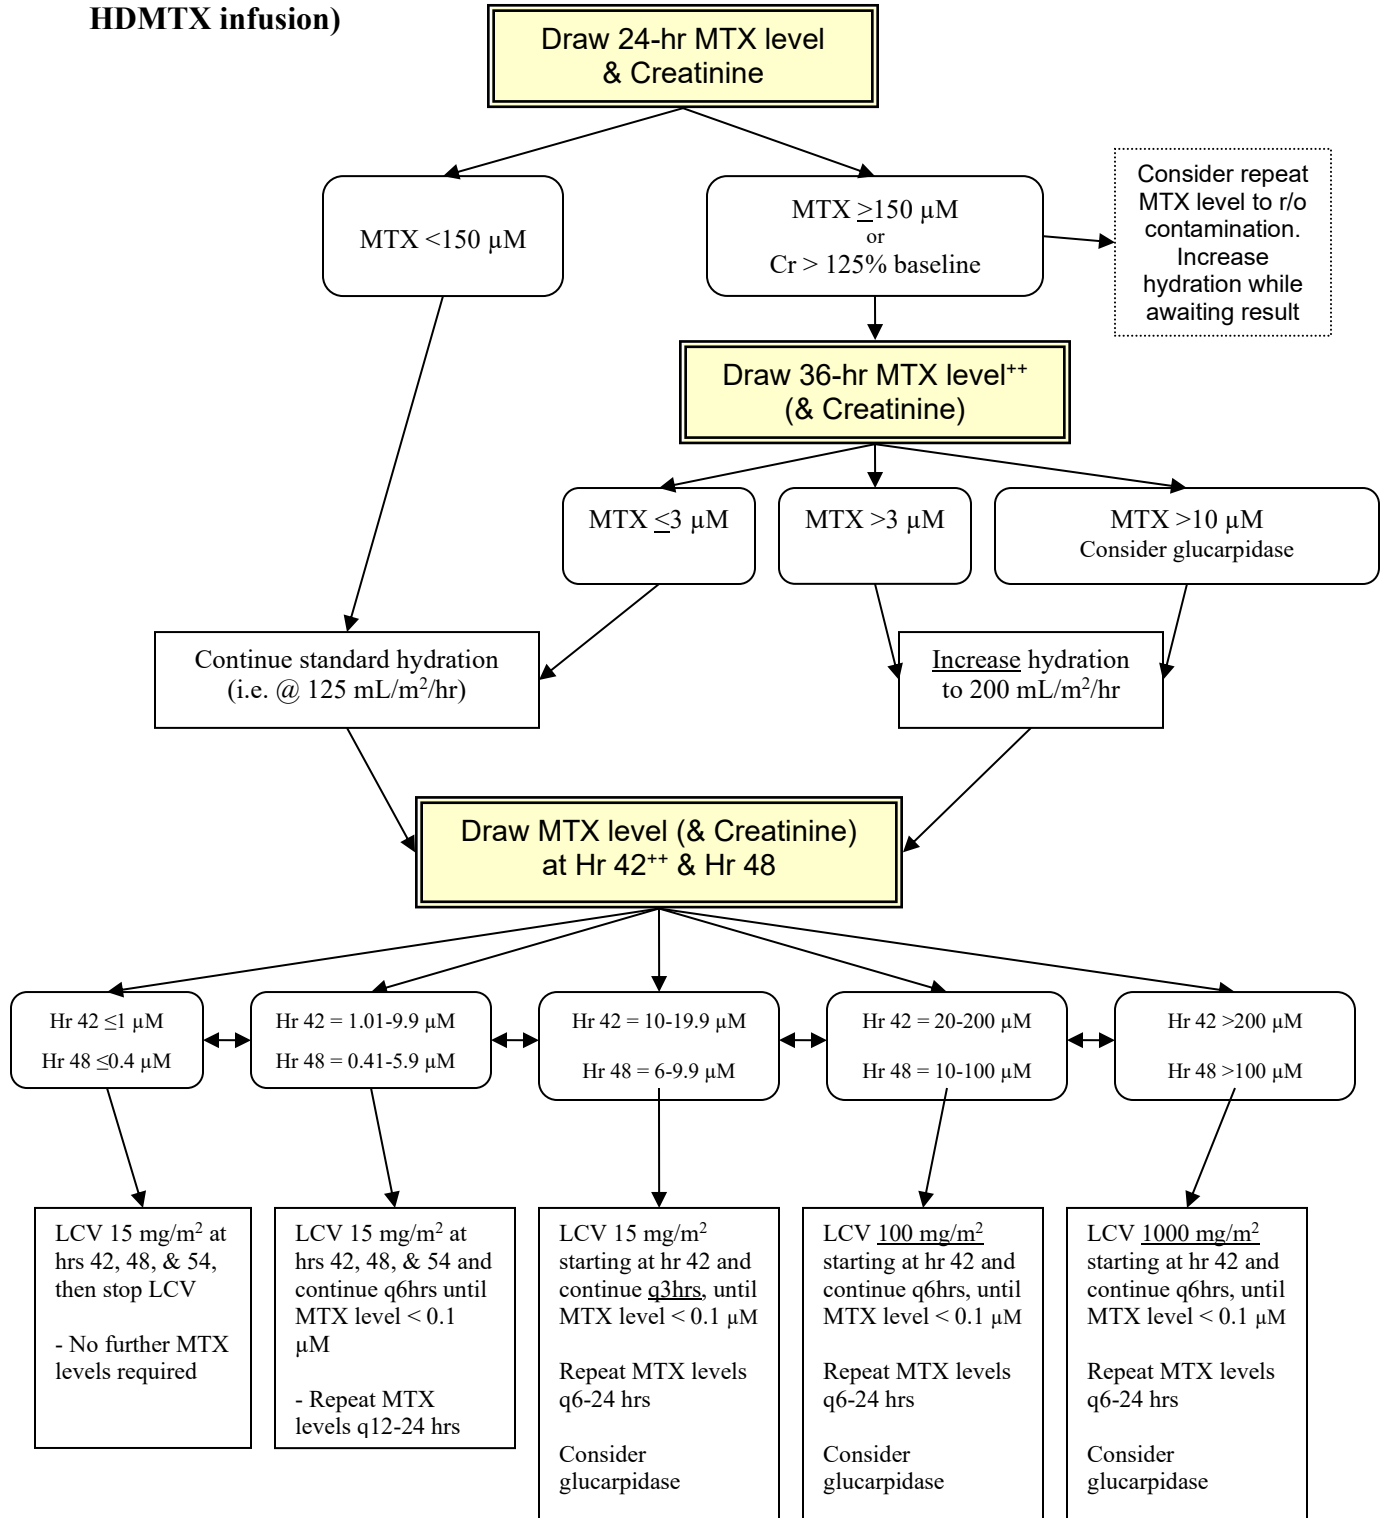 HDMTX infusion)
Draw 24-hr MTX level
& Creatinine
MTX <150 µM
MTX ≥150 µM
or
Cr > 125% baseline
Consider repeat
MTX level to r/o
contamination.
Increase
hydration while
awaiting result
Draw 36-hr MTX level⁺⁺
(& Creatinine)
MTX ≤3 µM
MTX >3 µM
MTX >10 µM
Consider glucarpidase
Continue standard hydration
(i.e. @ 125 mL/m²/hr)
Increase hydration
to 200 mL/m²/hr
Draw MTX level (& Creatinine)
at Hr 42⁺⁺ & Hr 48
Hr 42 ≤1 µM
Hr 48 ≤0.4 µM
Hr 42 = 1.01-9.9 µM
Hr 48 = 0.41-5.9 µM
Hr 42 = 10-19.9 µM
Hr 48 = 6-9.9 µM
Hr 42 = 20-200 µM
Hr 48 = 10-100 µM
Hr 42 >200 µM
Hr 48 >100 µM
LCV 15 mg/m² at
hrs 42, 48, & 54,
then stop LCV
- No further MTX
levels required
LCV 15 mg/m² at
hrs 42, 48, & 54 and
continue q6hrs until
MTX level < 0.1
µM
- Repeat MTX
levels q12-24 hrs
LCV 15 mg/m²
starting at hr 42 and
continue q3hrs, until
MTX level < 0.1 µM
Repeat MTX levels
q6-24 hrs
Consider
glucarpidase
LCV 100 mg/m²
starting at hr 42 and
continue q6hrs, until
MTX level < 0.1 µM
Repeat MTX levels
q6-24 hrs
Consider
glucarpidase
LCV 1000 mg/m²
starting at hr 42 and
continue q6hrs, until
MTX level < 0.1 µM
Repeat MTX levels
q6-24 hrs
Consider
glucarpidase